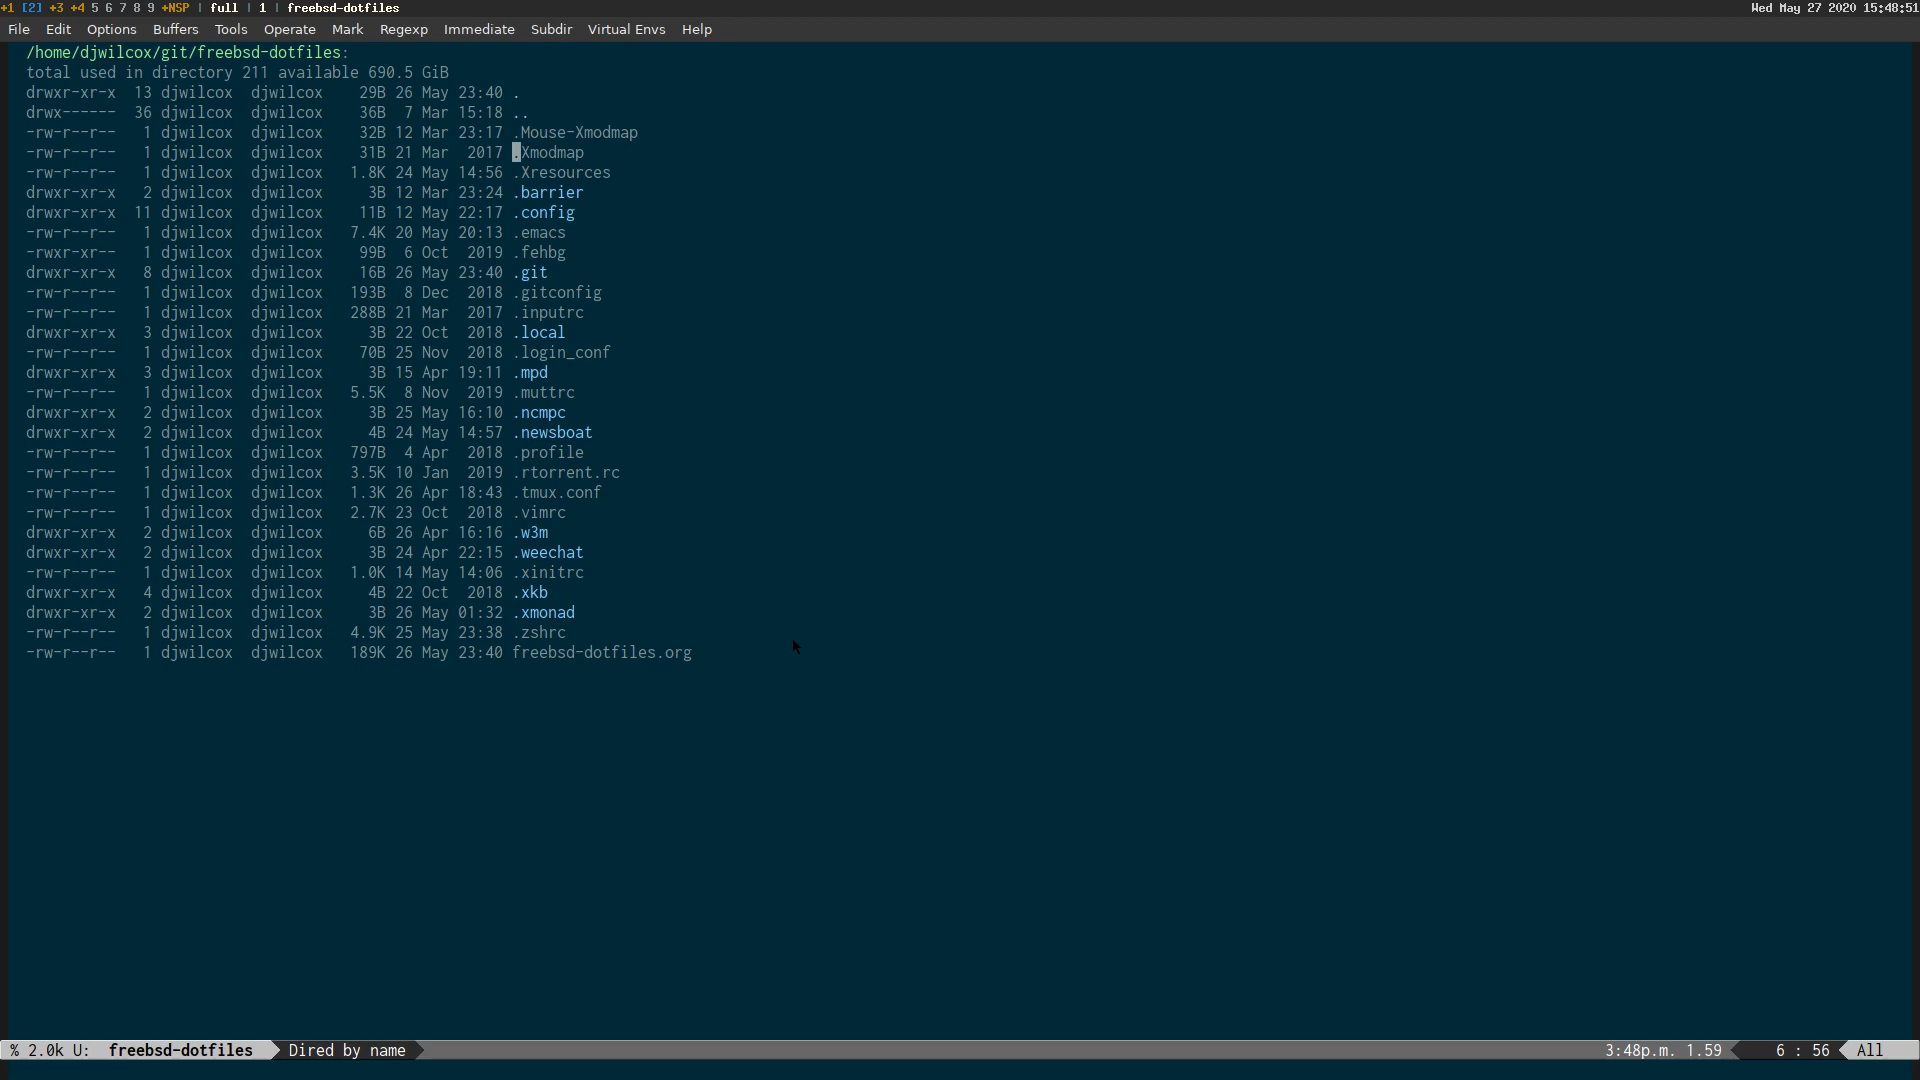 +1 [2] +3 +4 5 6 7 8 9 +NSP | full | 1 | freebsd-dotfiles Wed May 27 2020 15:48:51
File Edit Options Buffers Tools Operate Mark Regexp Immediate Subdir Virtual Envs Help
/home/djwilcox/git/freebsd-dotfiles:
total used in directory 211 available 690.5 GiB
drwxr-xr-x 13 djwilcox djwilcox 29B 26 May 23:40 .
drwx------ 36 djwilcox djwilcox 36B 7 Mar 15:18 ..
-rw-r--r-- 1 djwilcox djwilcox 32B 12 Mar 23:17 .Mouse-Xmodmap
-rw-r--r-- 1 djwilcox djwilcox 31B 21 Mar 2017 .Xmodmap
-rw-r--r-- 1 djwilcox djwilcox 1.8K 24 May 14:56 .Xresources
drwxr-xr-x 2 djwilcox djwilcox 3B 12 Mar 23:24 .barrier
drwxr-xr-x 11 djwilcox djwilcox 11B 12 May 22:17 .config
-rw-r--r-- 1 djwilcox djwilcox 7.4K 20 May 20:13 .emacs
-rwxr-xr-x 1 djwilcox djwilcox 99B 6 Oct 2019 .fehbg
drwxr-xr-x 8 djwilcox djwilcox 16B 26 May 23:40 .git
-rw-r--r-- 1 djwilcox djwilcox 193B 8 Dec 2018 .gitconfig
-rw-r--r-- 1 djwilcox djwilcox 288B 21 Mar 2017 .inputrc
drwxr-xr-x 3 djwilcox djwilcox 3B 22 Oct 2018 .local
-rw-r--r-- 1 djwilcox djwilcox 70B 25 Nov 2018 .login_conf
drwxr-xr-x 3 djwilcox djwilcox 3B 15 Apr 19:11 .mpd
-rw-r--r-- 1 djwilcox djwilcox 5.5K 8 Nov 2019 .muttrc
drwxr-xr-x 2 djwilcox djwilcox 3B 25 May 16:10 .ncmpc
drwxr-xr-x 2 djwilcox djwilcox 4B 24 May 14:57 .newsboat
-rw-r--r-- 1 djwilcox djwilcox 797B 4 Apr 2018 .profile
-rw-r--r-- 1 djwilcox djwilcox 3.5K 10 Jan 2019 .rtorrent.rc
-rw-r--r-- 1 djwilcox djwilcox 1.3K 26 Apr 18:43 .tmux.conf
-rw-r--r-- 1 djwilcox djwilcox 2.7K 23 Oct 2018 .vimrc
drwxr-xr-x 2 djwilcox djwilcox 6B 26 Apr 16:16 .w3m
drwxr-xr-x 2 djwilcox djwilcox 3B 24 Apr 22:15 .weechat
-rw-r--r-- 1 djwilcox djwilcox 1.0K 14 May 14:06 .xinitrc
drwxr-xr-x 4 djwilcox djwilcox 4B 22 Oct 2018 .xkb
drwxr-xr-x 2 djwilcox djwilcox 3B 26 May 01:32 .xmonad
-rw-r--r-- 1 djwilcox djwilcox 4.9K 25 May 23:38 .zshrc
-rw-r--r-- 1 djwilcox djwilcox 189K 26 May 23:40 freebsd-dotfiles.org
% 2.0k U: freebsd-dotfiles Dired by name 3:48p.m. 1.59 6 : 56 All